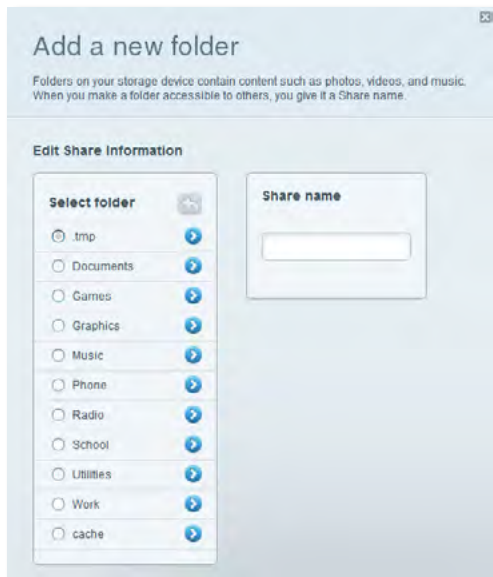 Add a new folder
Folders on your storage device contain content such as photos, videos, and music.
When you make a folder accessible to others, you give it a Share name.
Edit Share Information
Select folder
.tmp
Documents
Games
Graphics
Music
Phone
Radio
School
Utilities
Work
cache
Share name